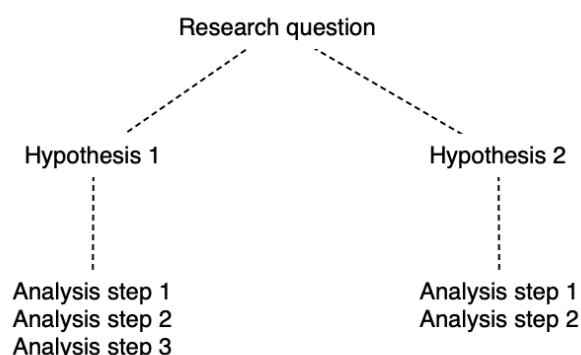 Research question
Hypothesis 1
Hypothesis 2
Analysis step 1
Analysis step 2
Analysis step 3
Analysis step 1
Analysis step 2